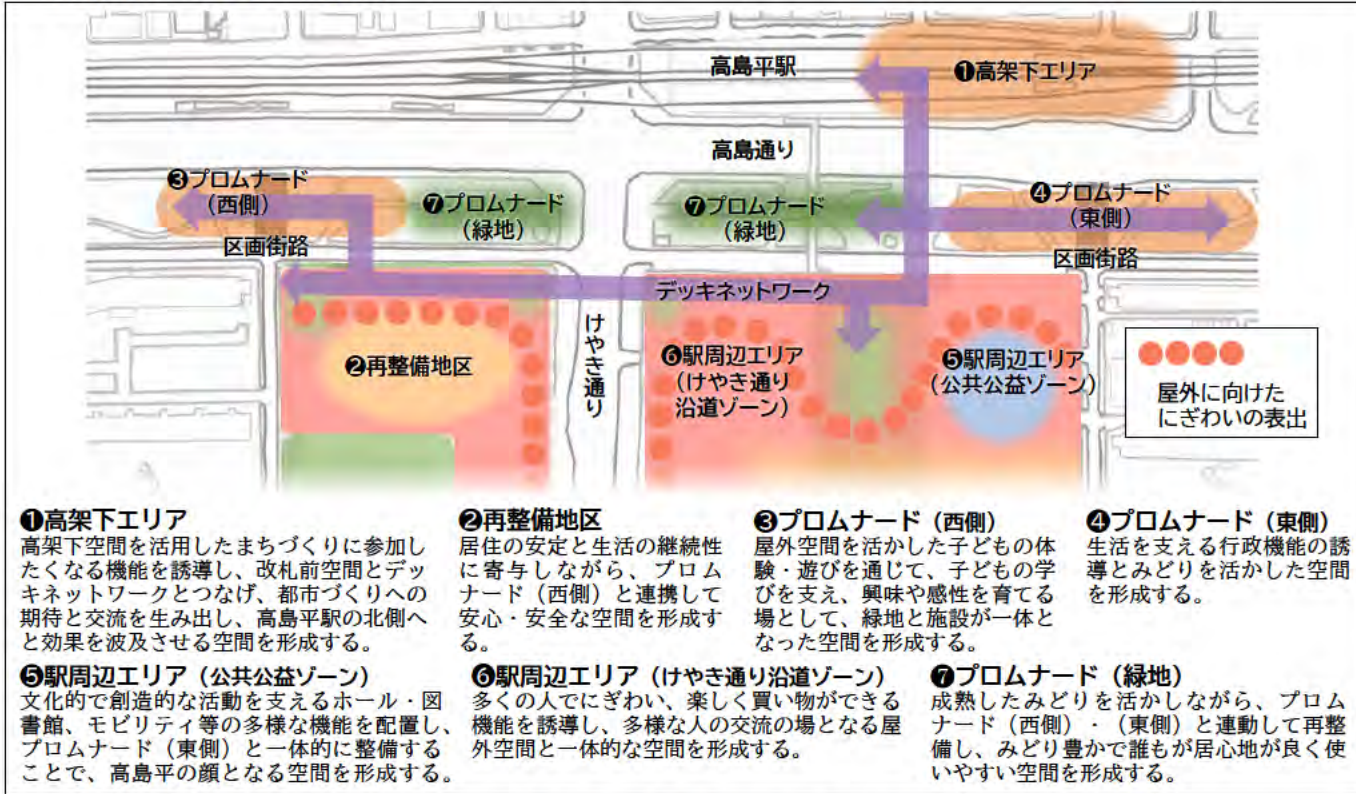 高島平駅
❶高架下エリア
高島通り
❸プロムナード
(西側)
❼プロムナード
(緑地)
❼プロムナード
(緑地)
❹プロムナード
(東側)
区画街路
区画街路
デッキネットワーク
けやき通り
❷再整備地区
❻駅周辺エリア
(けやき通り
沿道ゾーン)
❺駅周辺エリア
(公共公益ゾーン)
屋外に向けた
にぎわいの表出
❶高架下エリア
高架下空間を活用したまちづくりに参加し
たくなる機能を誘導し、改札前空間とデッ
キネットワークとつなげ、都市づくりへの
期待と交流を生み出し、高島平駅の北側へ
と効果を波及させる空間を形成する。
❷再整備地区
居住の安定と生活の継続性
に寄与しながら、プロム
ナード(西側)と連携して
安心・安全な空間を形成す
る。
❸プロムナード(西側)
屋外空間を活かした子どもの体
験・遊びを通じて、子どもの学
びを支え、興味や感性を育てる
場として、緑地と施設が一体と
なった空間を形成する。
❹プロムナード(東側)
生活を支える行政機能の誘
導とみどりを活かした空間
を形成する。
❺駅周辺エリア(公共公益ゾーン)
文化的で創造的な活動を支えるホール・図
書館、モビリティ等の多様な機能を配置し、
プロムナード(東側)と一体的に整備する
ことで、高島平の顔となる空間を形成する。
❻駅周辺エリア(けやき通り沿道ゾーン)
多くの人でにぎわい、楽しく買い物ができる
機能を誘導し、多様な人の交流の場となる屋
外空間と一体的な空間を形成する。
❼プロムナード(緑地)
成熟したみどりを活かしながら、プロム
ナード(西側)・(東側)と連動して再整
備し、みどり豊かで誰もが居心地が良く使
いやすい空間を形成する。